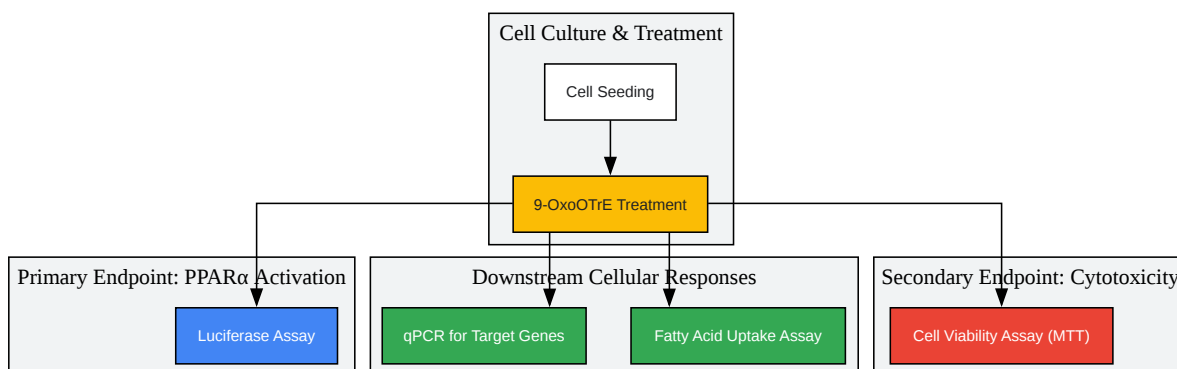 Cell Culture & Treatment
Cell Seeding
9-OxoOTrE Treatment
Primary Endpoint: PPARα Activation
Downstream Cellular Responses
Secondary Endpoint: Cytotoxicity
Luciferase Assay
qPCR for Target Genes
Fatty Acid Uptake Assay
Cell Viability Assay (MTT)